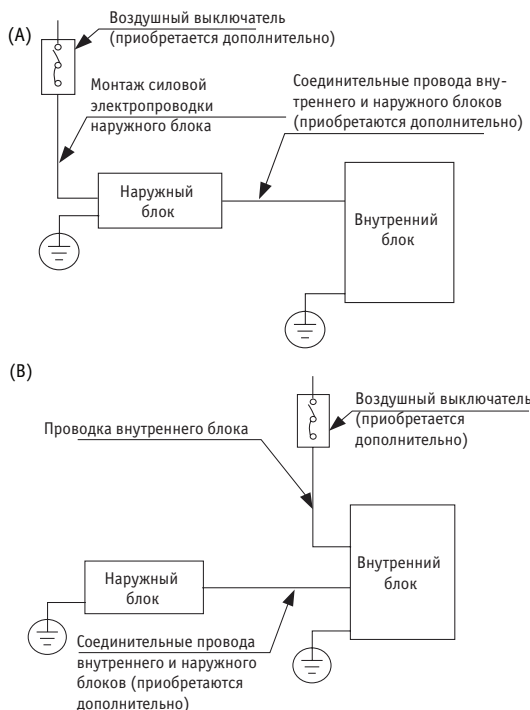 (A)
Воздушный выключатель
(приобретается дополнительно)
Монтаж силовой
электропроводки
наружного блока
Соединительные провода вну-
треннего и наружного блоков
(приобретаются дополнительно)
Наружный
блок
Внутренний
блок
(B)
Воздушный выключатель
(приобретается
дополнительно)
Проводка внутреннего блока
Наружный
блок
Внутренний
блок
Соединительные провода
внутреннего и наружного
блоков (приобретаются
дополнительно)